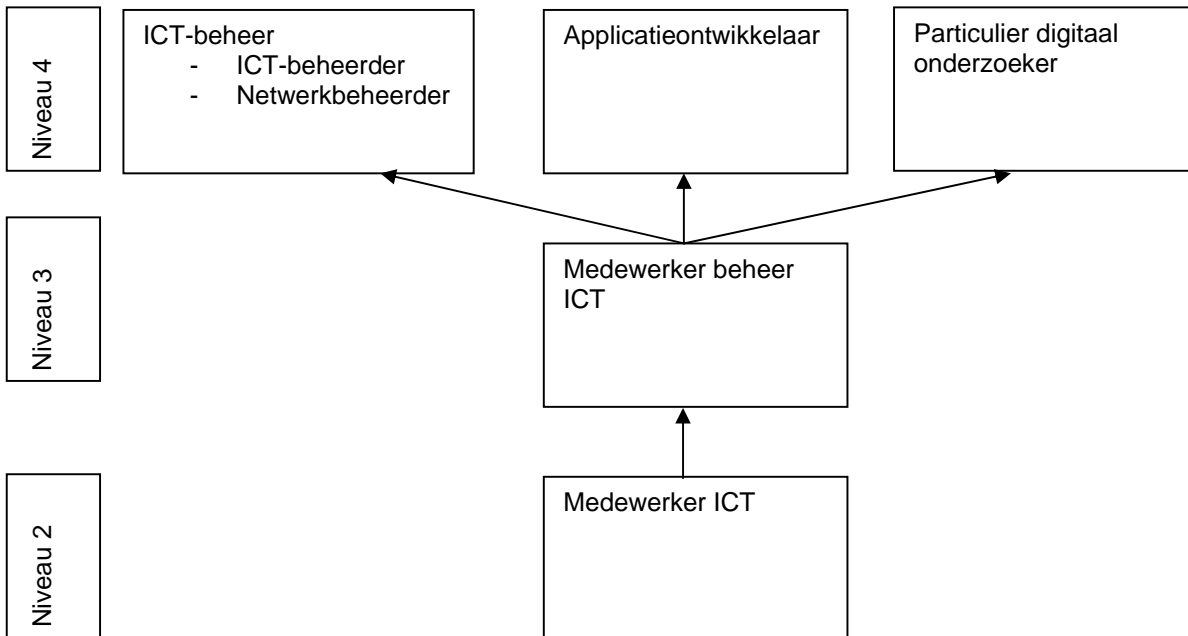 Niveau 4
ICT-beheer
- ICT-beheerder
- Netwerkbeheerder
Applicatieontwikkelaar
Particulier digitaal
onderzoeker
Niveau 3
Medewerker beheer
ICT
Niveau 2
Medewerker ICT